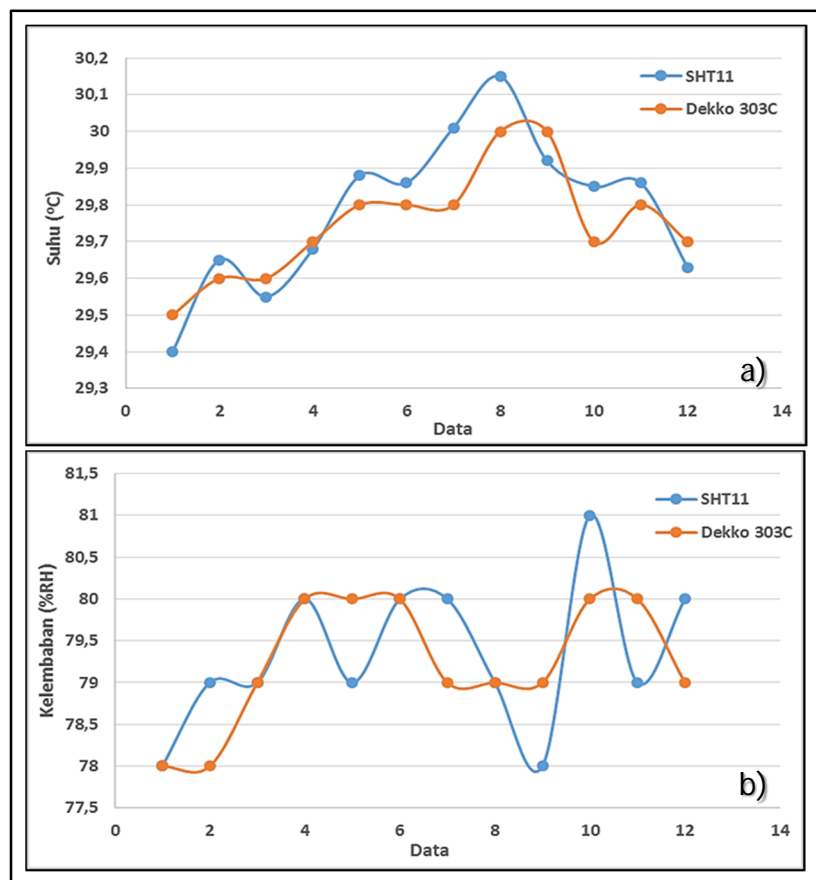 30,2
30,1
30
29,9
29,8
29,7
29,6
29,5
29,4
29,3
Suhu (°C)
SHT11
Dekko 303C
a)
0 2 4 6 8 10 12 14
Data
81,5
81
80,5
80
79,5
79
78,5
78
77,5
Kelembaban (%RH)
SHT11
Dekko 303C
b)
0 2 4 6 8 10 12 14
Data